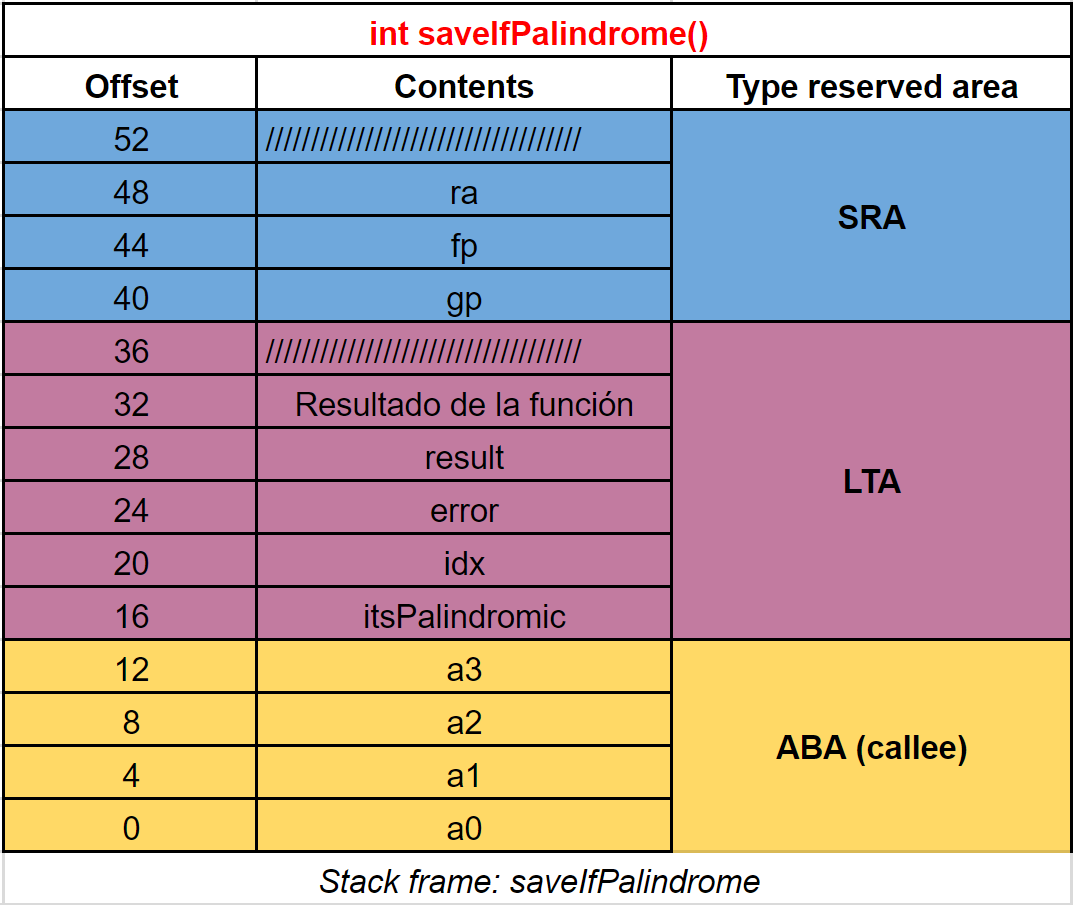 int saveIfPalindrome()
Offset Contents Type reserved area
52 ///////////////////////////////////
48 ra
SRA
44 fp
40 gp
36 ///////////////////////////////////
32 Resultado de la función
28 result
LTA
24 error
20 idx
16 itsPalindromic
12 a3
8 a2
ABA (callee)
4 a1
0 a0
Stack frame: saveIfPalindrome